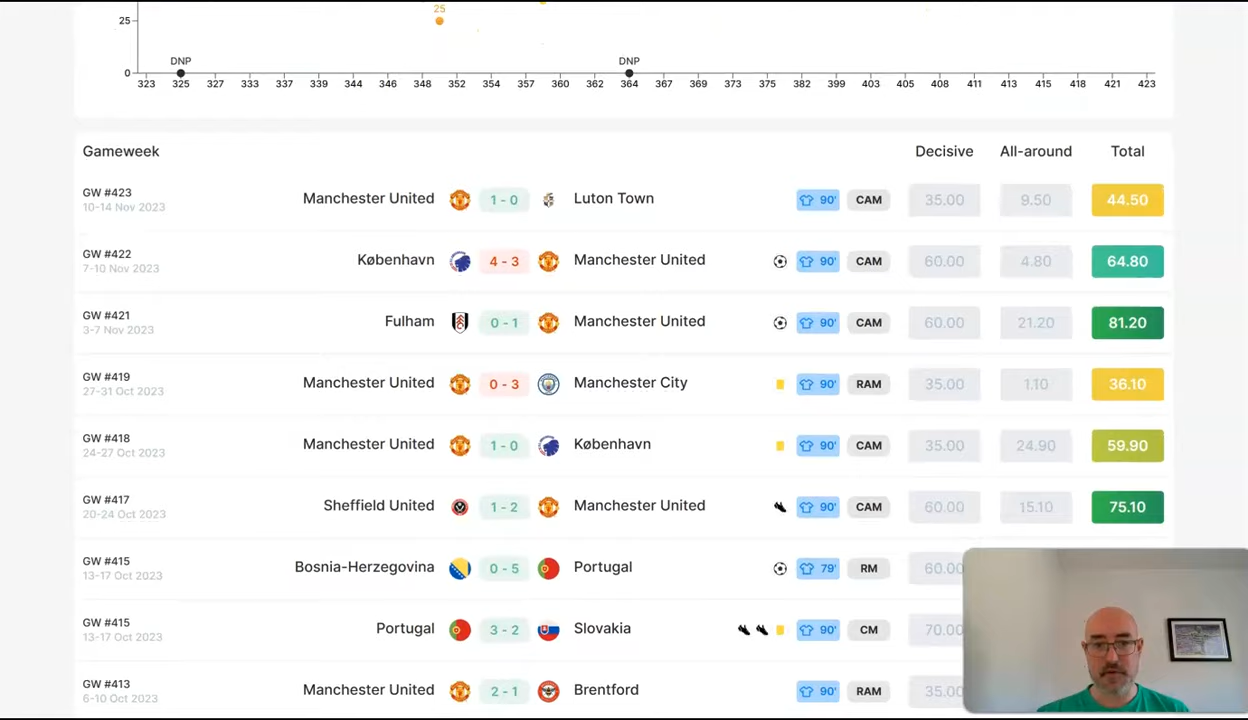 25
25
DNP
DNP
0
323 325 327 333 337 339 344 346 348 352 354 357 360 362 364 367 369 373 375 382 399 403 405 408 411 413 415 418 421 423
Gameweek Decisive All-around Total
GW #423
10-14 Nov 2023
Manchester United 1 - 0 Luton Town 90' CAM 35.00 9.50 44.50
GW #422
7-10 Nov 2023
København 4 - 3 Manchester United 90' CAM 60.00 4.80 64.80
GW #421
3-7 Nov 2023
Fulham 0 - 1 Manchester United 90' CAM 60.00 21.20 81.20
GW #419
27-31 Oct 2023
Manchester United 0 - 3 Manchester City 90' RAM 35.00 1.10 36.10
GW #418
24-27 Oct 2023
Manchester United 1 - 0 København 90' CAM 35.00 24.90 59.90
GW #417
20-24 Oct 2023
Sheffield United 1 - 2 Manchester United 90' CAM 60.00 15.10 75.10
GW #415
13-17 Oct 2023
Bosnia-Herzegovina 0 - 5 Portugal 79' RM 60.00
GW #415
13-17 Oct 2023
Portugal 3 - 2 Slovakia 90' CM 70.00
GW #413
6-10 Oct 2023
Manchester United 2 - 1 Brentford 90' RAM 35.00